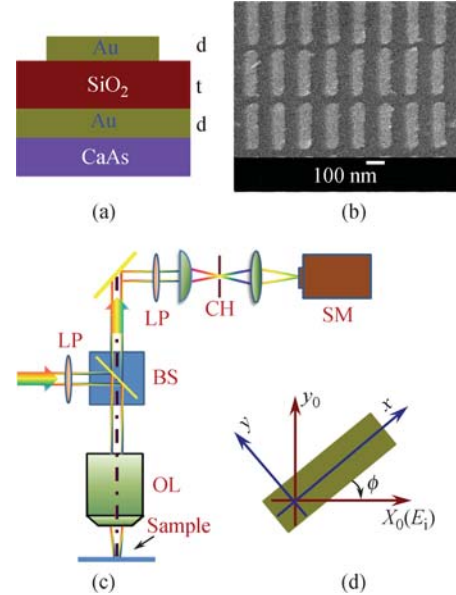 Au
d
SiO2
t
Au
d
CaAs
(a)
100 nm
(b)
LP
CH
SM
LP
BS
OL
Sample
(c)
y
y0
x
ϕ
X0(Ei)
(d)